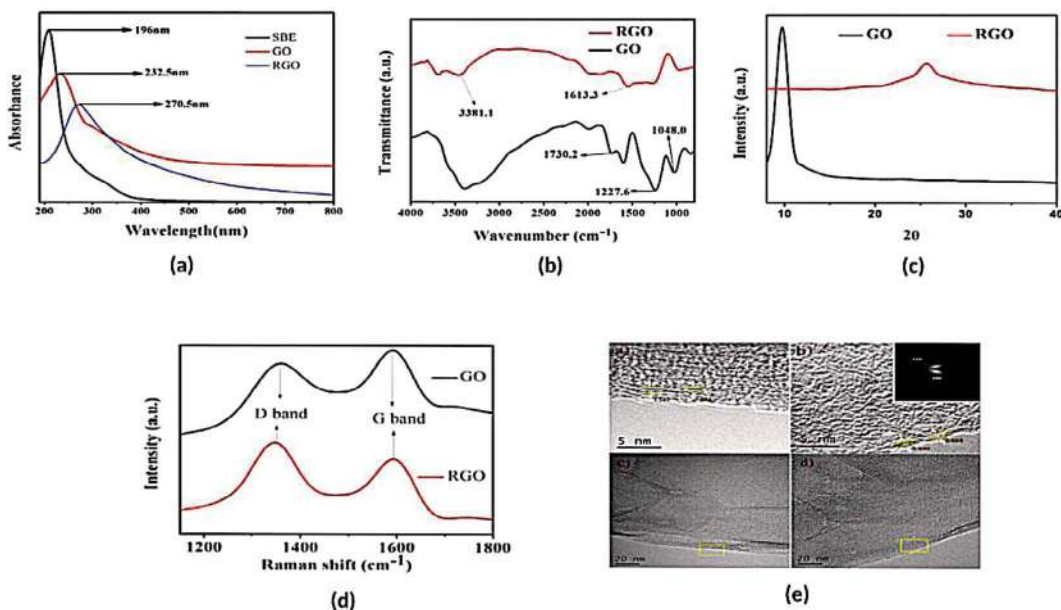 196nm
232.5nm
270.5nm
SBE
GO
RGO
Absorbance
200 300 400 500 600 700 800
Wavelength(nm)
(a)
RGO
GO
3381.1
1613.3
1730.2
1048.0
1227.6
Transmittance (a.u.)
4000 3500 3000 2500 2000 1500 1000
Wavenumber (cm⁻¹)
(b)
GO RGO
Intensity (a.u.)
10 20 30 40
2θ
(c)
GO
D band
G band
RGO
Intensity (a.u.)
1200 1400 1600 1800
Raman shift (cm⁻¹)
(d)
b)
5 nm
c)
d)
20 nm
20 nm
(e)